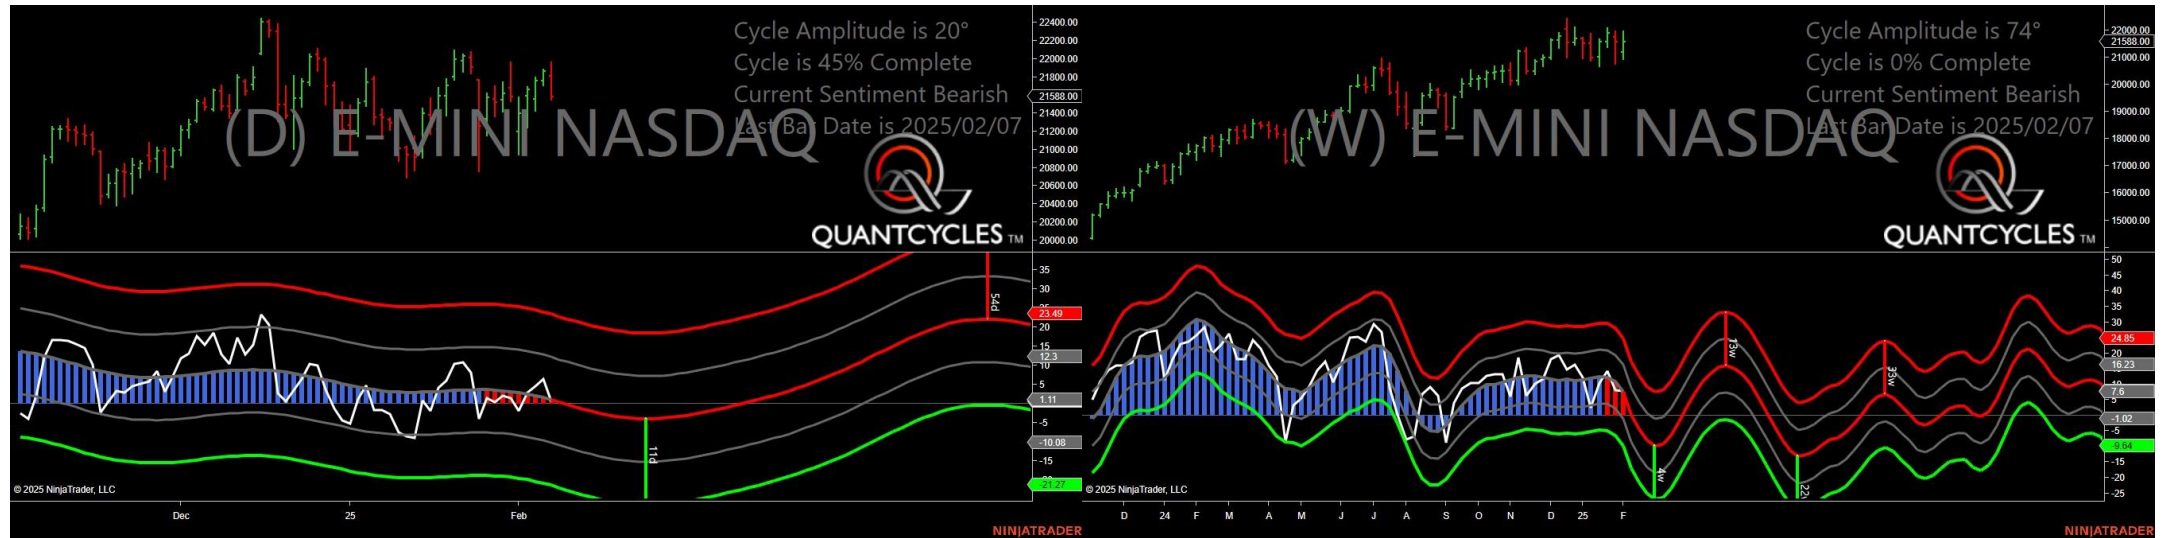 Cycle Amplitude is 20°
Cycle is 45% Complete
Current Sentiment Bearish
Last Bar Date is 2025/02/07
(D) E-MINI NASDAQ
QUANTCYCLES TM
22400.00
22200.00
22000.00
21800.00
21588.00
21400.00
21200.00
21000.00
20800.00
20600.00
20400.00
20200.00
20000.00
35
30
23.49
20
15
12.3
10
5
1.11
-5
-10.08
-15
-21.27
54d
11d
© 2025 NinjaTrader, LLC
Dec
25
Feb
NINJATRADER
Cycle Amplitude is 74°
Cycle is 0% Complete
Current Sentiment Bearish
Last Bar Date is 2025/02/07
(W) E-MINI NASDAQ
QUANTCYCLES TM
22000.00
21588.00
20000.00
19000.00
18000.00
17000.00
16000.00
15000.00
50
45
40
35
30
24.85
20
16.23
7.6
5
-1.02
-5
-9.64
-15
-20
-25
13w
33w
4w
22
© 2025 NinjaTrader, LLC
D
24
F
M
A
M
J
J
A
S
O
N
D
25
F
NINJATRADER